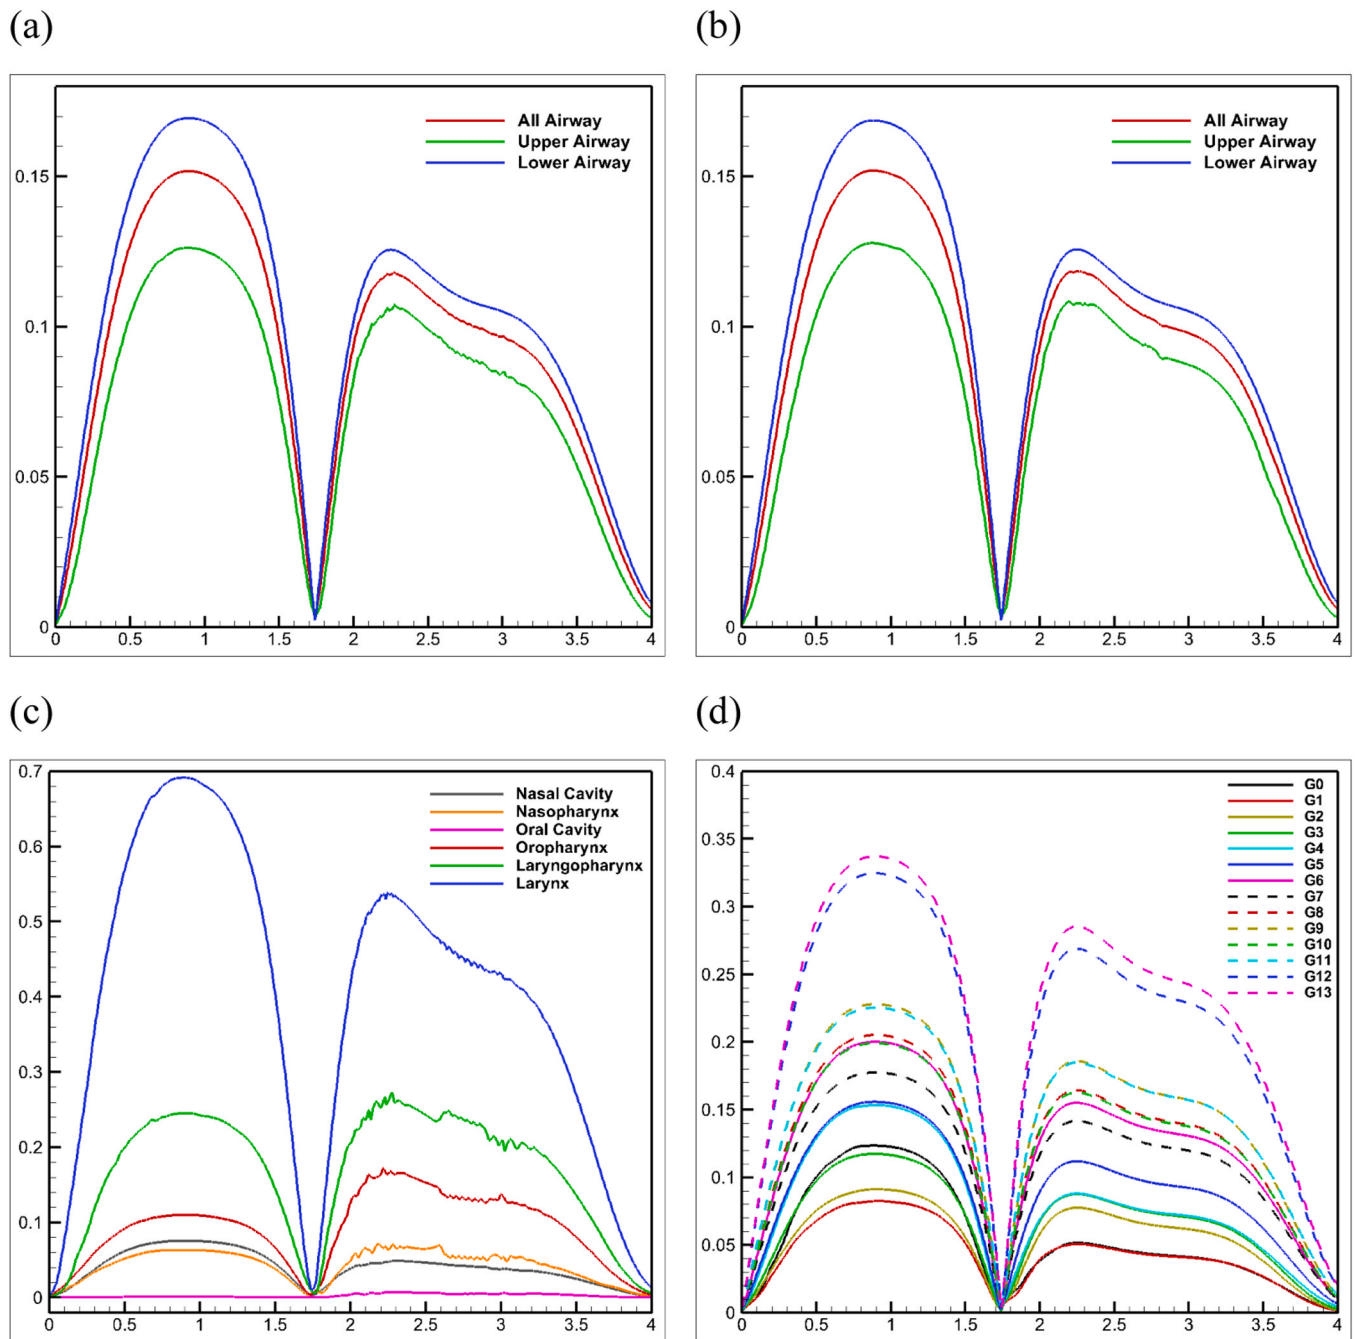 (a)
(b)
All Airway
Upper Airway
Lower Airway
0.15
0.1
0.05
0
0 0.5 1 1.5 2 2.5 3 3.5 4
All Airway
Upper Airway
Lower Airway
0.15
0.1
0.05
0
0 0.5 1 1.5 2 2.5 3 3.5 4
(c)
(d)
Nasal Cavity
Nasopharynx
Oral Cavity
Oropharynx
Laryngopharynx
Larynx
0.7
0.6
0.5
0.4
0.3
0.2
0.1
0
0 0.5 1 1.5 2 2.5 3 3.5 4
G0
G1
G2
G3
G4
G5
G6
G7
G8
G9
G10
G11
G12
G13
0.4
0.35
0.3
0.25
0.2
0.15
0.1
0.05
0
0 0.5 1 1.5 2 2.5 3 3.5 4